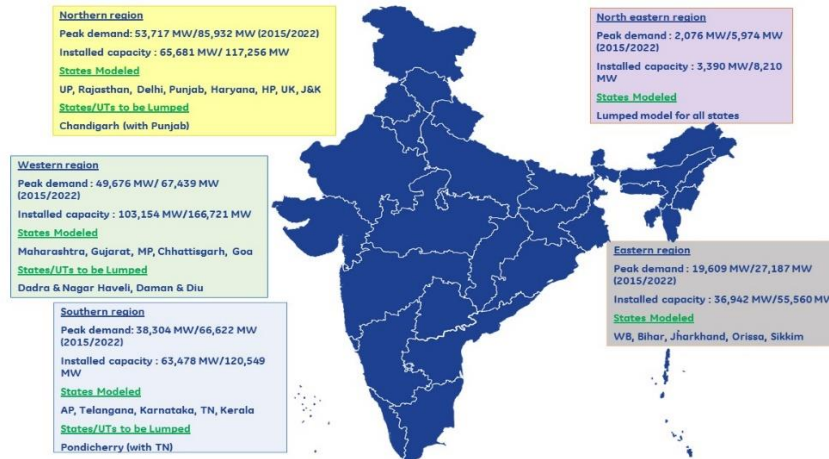 Northern region
Peak demand: 53,717 MW/85,932 MW (2015/2022)
Installed capacity : 65,681 MW/ 117,256 MW
States Modeled
UP, Rajasthan, Delhi, Punjab, Haryana, HP, UK, J&K
States/UTs to be Lumped
Chandigarh (with Punjab)
North eastern region
Peak demand: 2,076 MW/5,974 MW
(2015/2022)
Installed capacity : 3,390 MW/8,210
MW
States Modeled
Lumped model for all states
Western region
Peak demand : 49,676 MW/ 67,439 MW
(2015/2022)
Installed capacity : 103,154 MW/166,721 MW
States Modeled
Maharashtra, Gujarat, MP, Chhattisgarh, Goa
States/UTs to be Lumped
Dadra & Nagar Haveli, Daman & Diu
Eastern region
Peak demand : 19,609 MW/27,187 MW
(2015/2022)
Installed capacity : 36,942 MW/55,560 MW
States Modeled
WB, Bihar, Jharkhand, Orissa, Sikkim
Southern region
Peak demand: 38,304 MW/66,622 MW
(2015/2022)
Installed capacity : 63,478 MW/120,549
MW
States Modeled
AP, Telangana, Karnataka, TN, Kerala
States/UTs to be Lumped
Pondicherry (with TN)